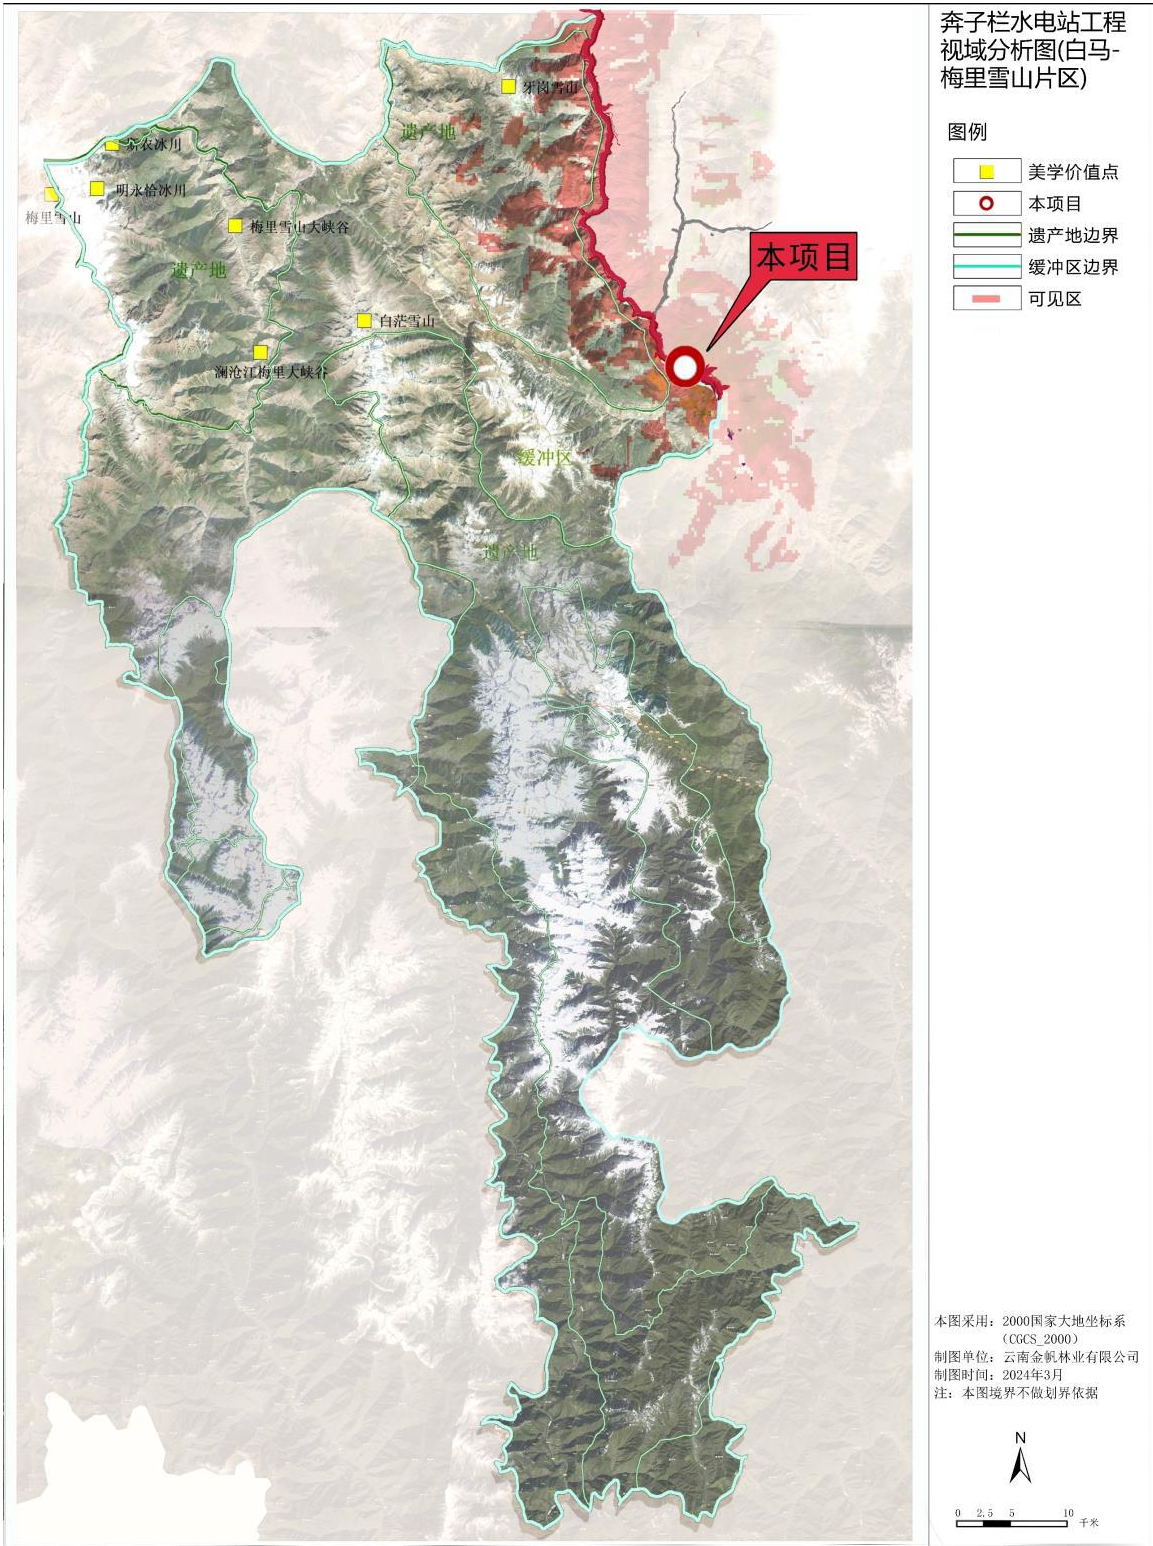 奔子栏水电站工程
视域分析图(白马-
梅里雪山片区)
图例
美学价值点
本项目
遗产地边界
缓冲区边界
可见区
牙岗雪山
遗产地
斯农冰川
明永恰冰川
梅里雪山
梅里雪山大峡谷
遗产地
本项目
白茫雪山
澜沧江梅里大峡谷
缓冲区
遗产地
本图采用: 2000国家大地坐标系
(CGCS_2000)
制图单位: 云南金帆林业有限公司
制图时间: 2024年3月
注: 本图境界不做划界依据
N
0 2.5 5 10
千米